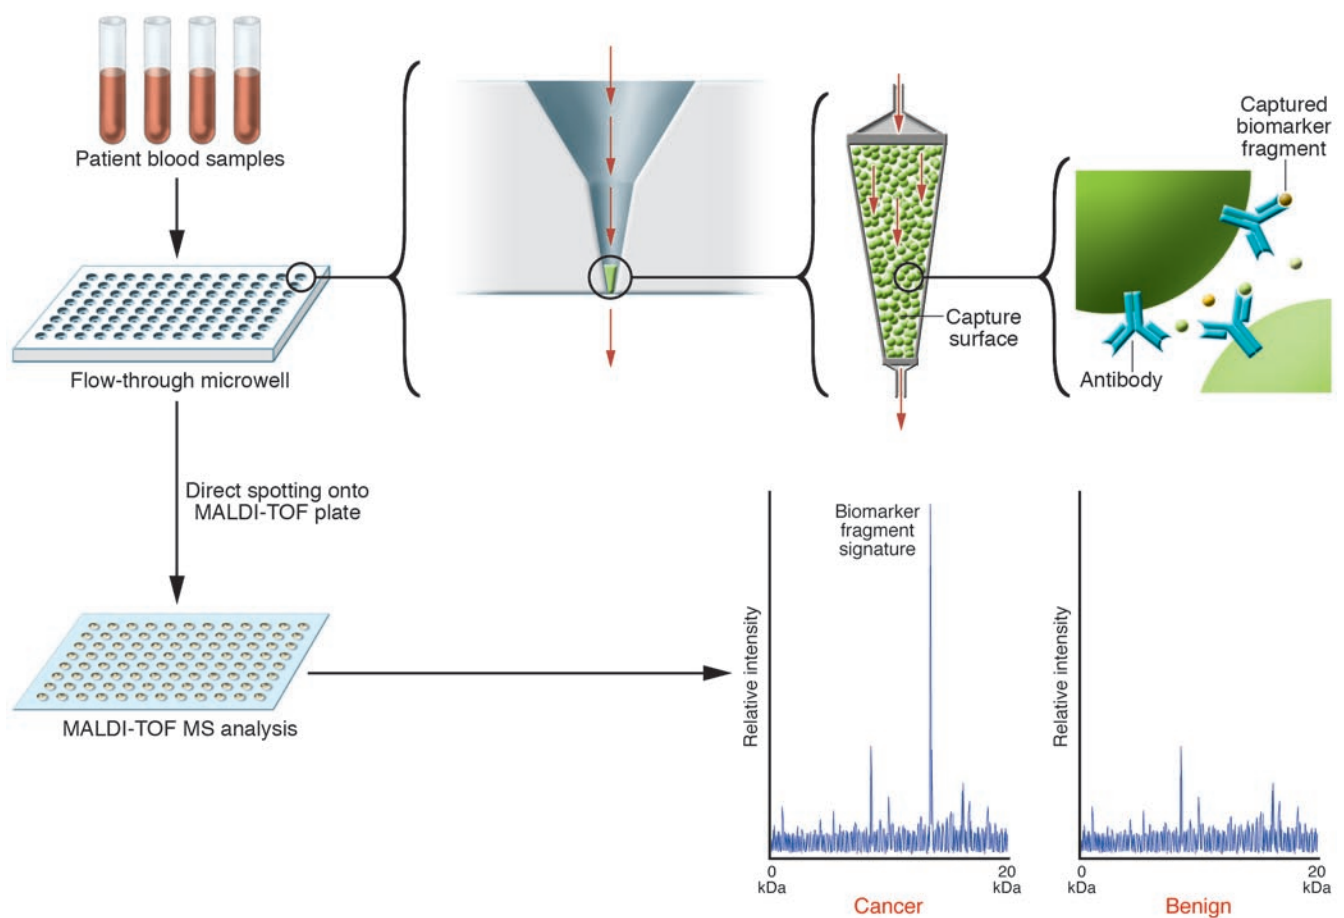 Patient blood samples
Flow-through microwell
Capture
surface
Captured
biomarker
fragment
Antibody
Direct spotting onto
MALDI-TOF plate
MALDI-TOF MS analysis
Relative intensity
Biomarker
fragment
signature
0
kDa
20
kDa
Cancer
Relative intensity
0
kDa
20
kDa
Benign